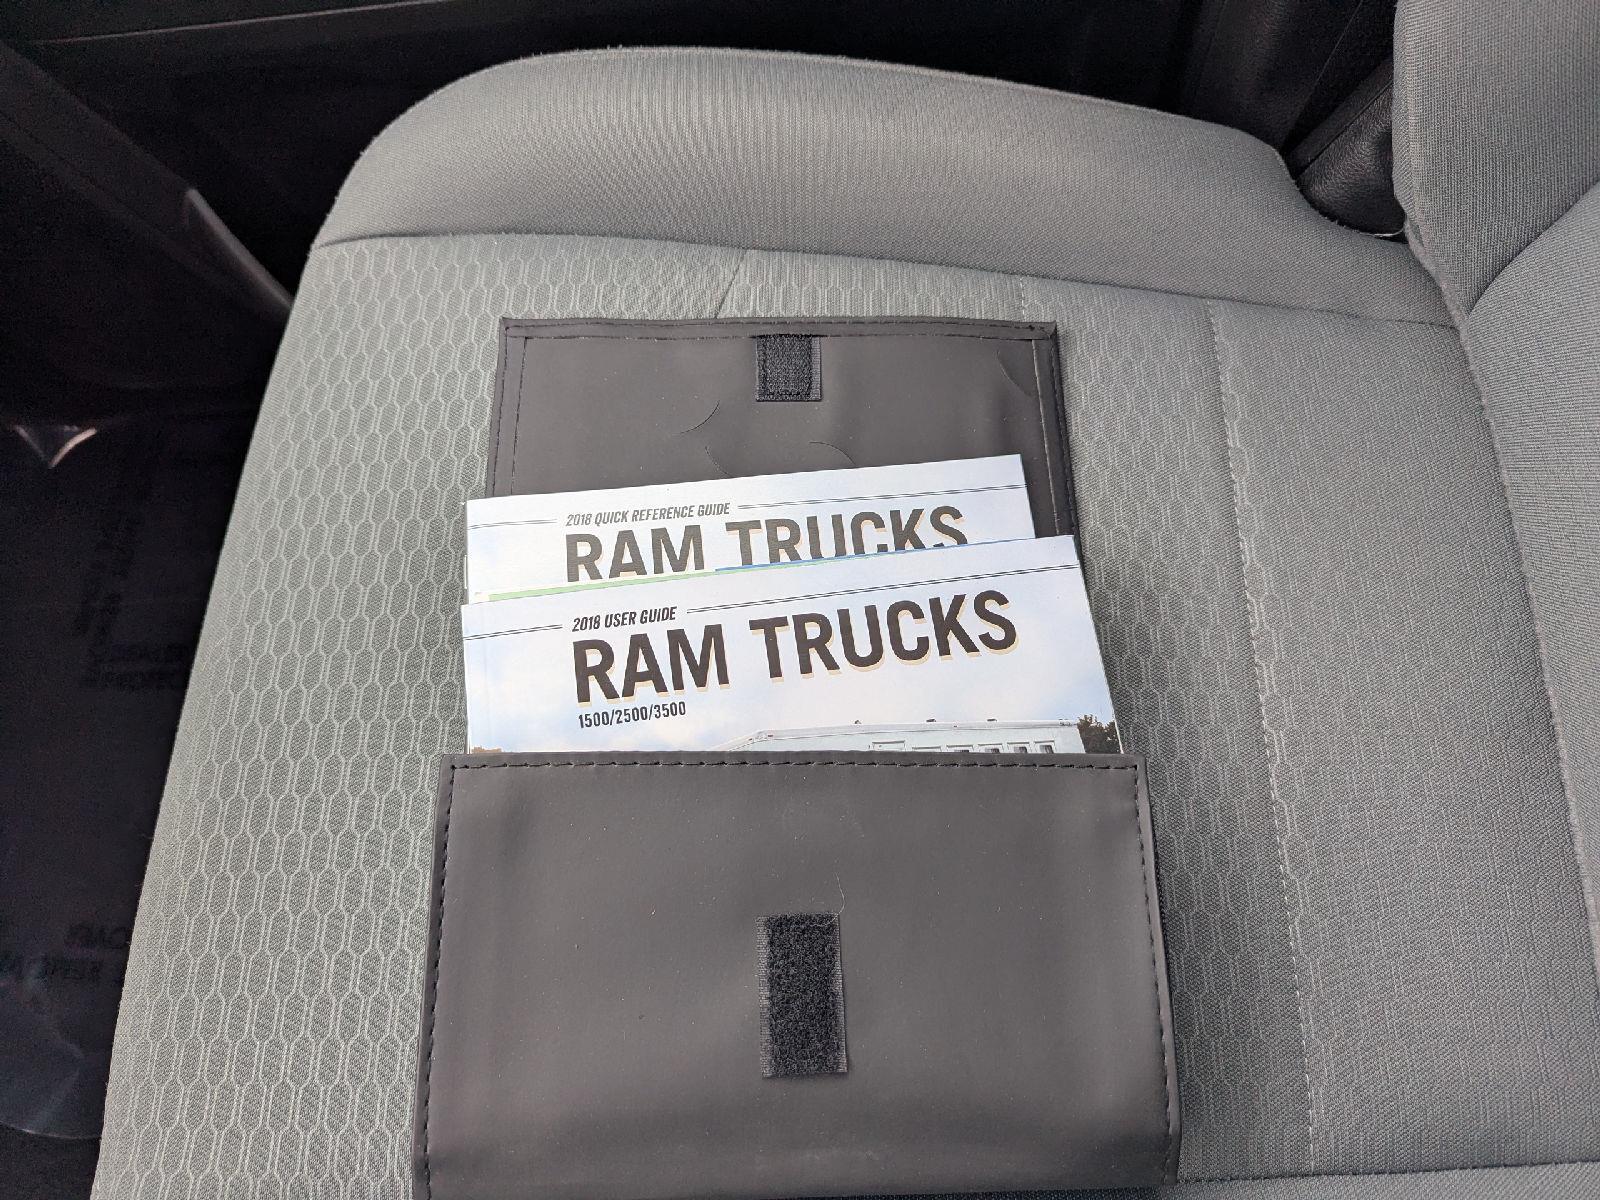 2018 QUICK REFERENCE GUIDE
RAM TRUCKS
2018 USER GUIDE
RAM TRUCKS
1500/2500/3500